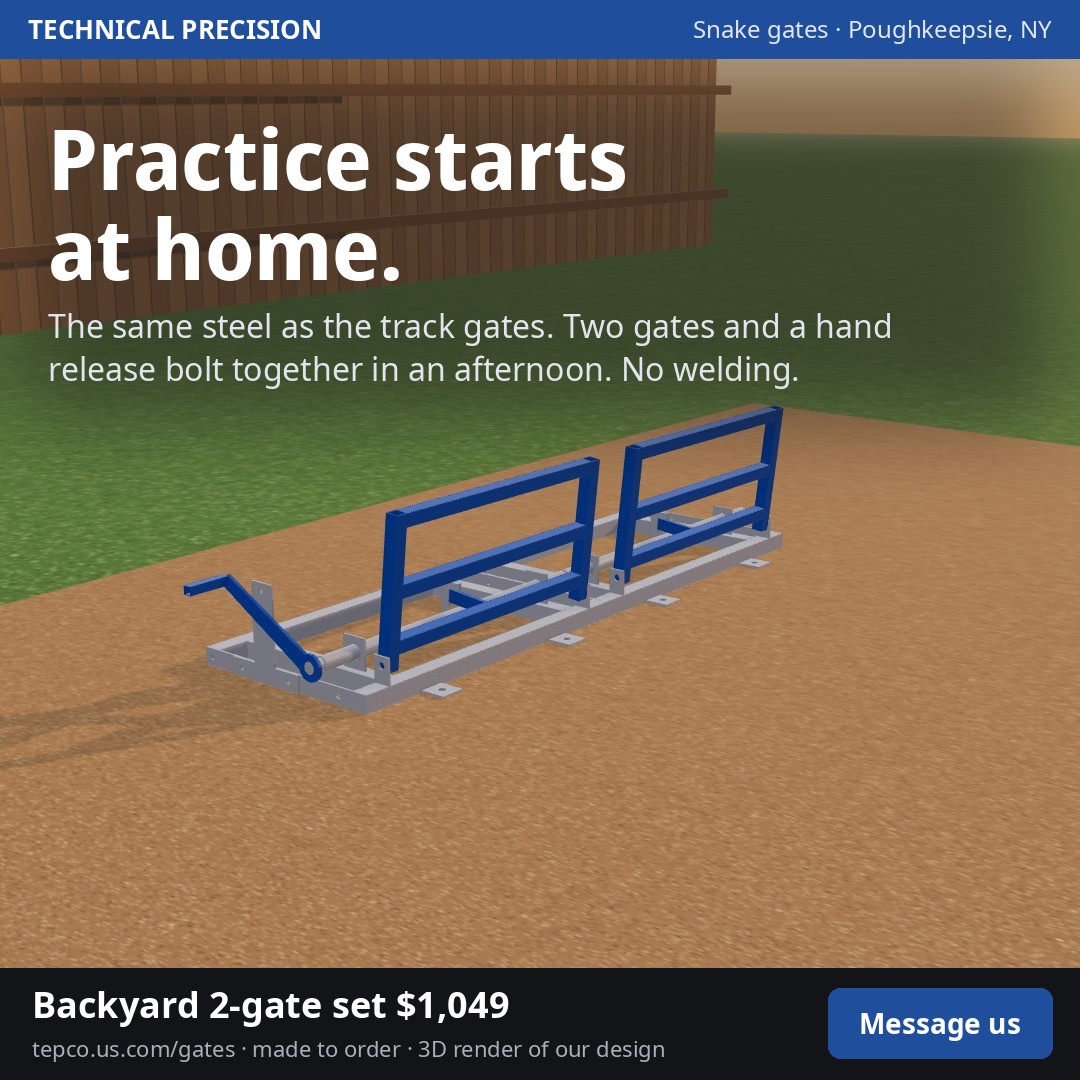 TECHNICAL PRECISION
Snake gates · Poughkeepsie, NY
Practice starts
at home.
The same steel as the track gates. Two gates and a hand
release bolt together in an afternoon. No welding.
Backyard 2-gate set $1,049
tepco.us.com/gates · made to order · 3D render of our design
Message us